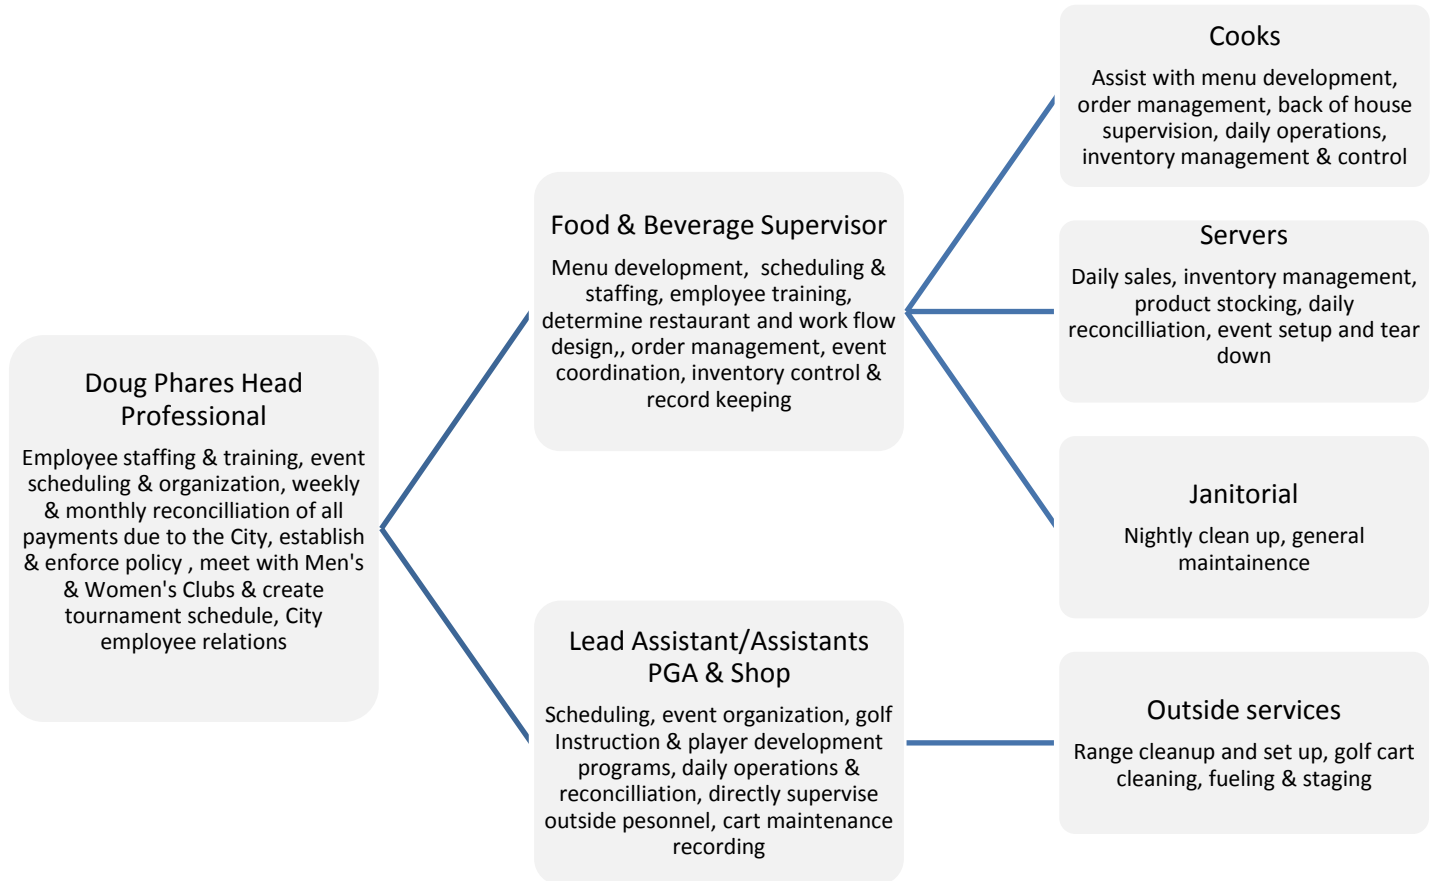 Doug Phares Head
Professional
Employee staffing & training, event
scheduling & organization, weekly
& monthly reconcilliation of all
payments due to the City, establish
& enforce policy , meet with Men's
& Women's Clubs & create
tournament schedule, City
employee relations
Food & Beverage Supervisor
Menu development,  scheduling &
staffing, employee training,
determine restaurant and work flow
design,, order management, event
coordination, inventory control &
record keeping
Lead Assistant/Assistants
PGA & Shop
Scheduling, event organization, golf
Instruction & player development
programs, daily operations &
reconcilliation, directly supervise
outside pesonnel, cart maintenance
recording
Cooks
Assist with menu development,
order management, back of house
supervision, daily operations,
inventory management & control
Servers
Daily sales, inventory management,
product stocking, daily
reconcilliation, event setup and tear
down
Janitorial
Nightly clean up, general
maintainence
Outside services
Range cleanup and set up, golf cart
cleaning, fueling & staging